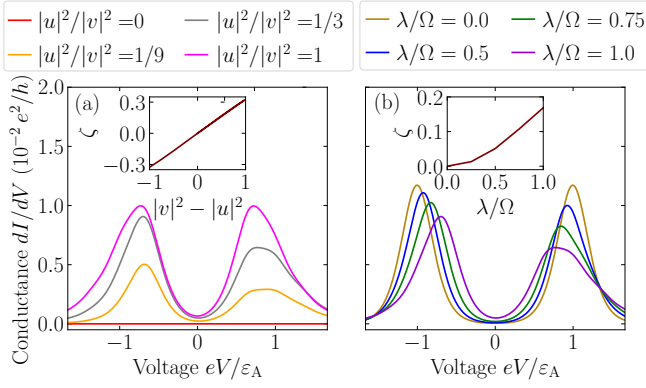 |u|²/|v|²=0
|u|²/|v|²=1/3
|u|²/|v|²=1/9
|u|²/|v|²=1
λ/Ω = 0.0
λ/Ω = 0.75
λ/Ω = 0.5
λ/Ω = 1.0
Conductance dI/dV (10⁻² e²/h)
2.0
1.5
1.0
0.5
0.0
(a)
ζ
0.3
0.0
−0.3
−1
0
1
|v|² − |u|²
−1
0
1
Voltage eV/ε_A
(b)
ζ
0.2
0.1
0.0
0.0
0.5
1.0
λ/Ω
−1
0
1
Voltage eV/ε_A